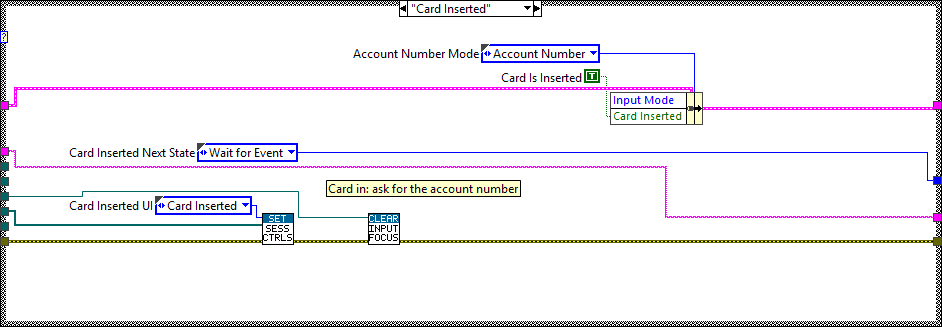 "Card Inserted"
?
Account Number Mode
Account Number
Card Is Inserted
T
Input Mode
Card Inserted
Card Inserted Next State
Wait for Event
Card in: ask for the account number
Card Inserted UI
Card Inserted
SET
SESS
CTRLS
CLEAR
INPUT
FOCUS